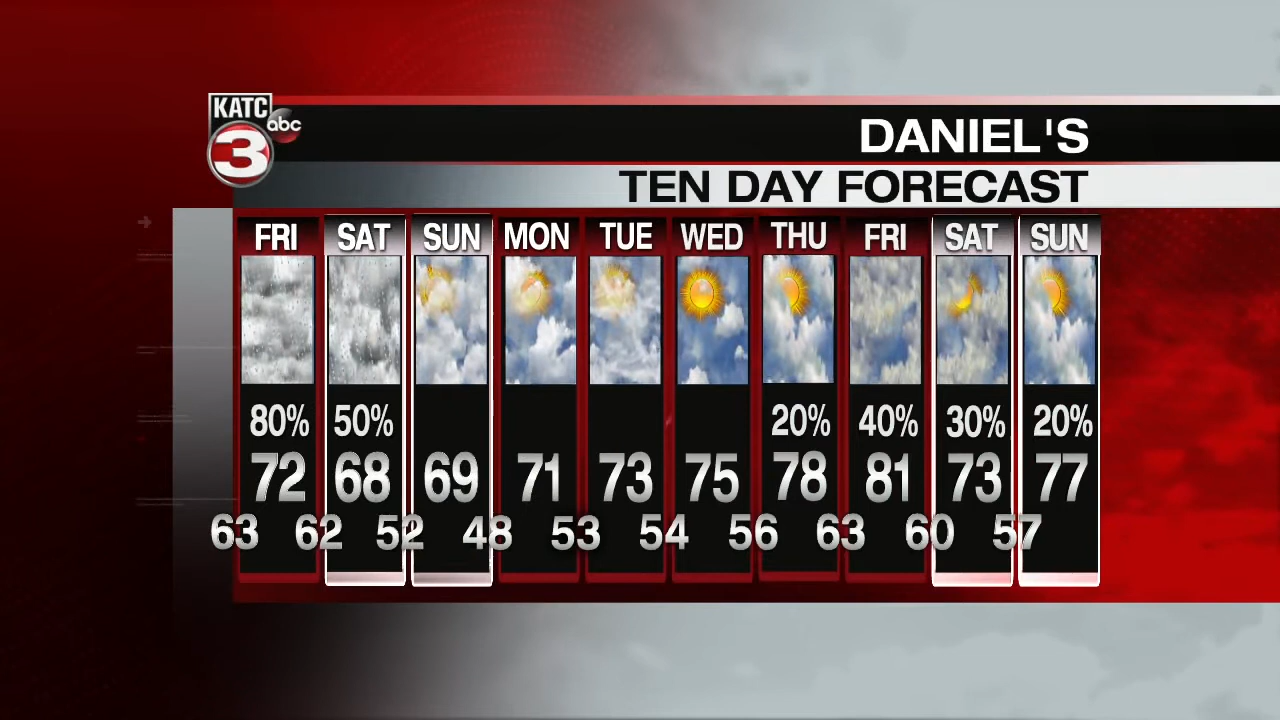 KATC
abc
3
DANIEL'S
TEN DAY FORECAST
FRI SAT SUN MON TUE WED THU FRI SAT SUN
80% 50% 20% 40% 30% 20%
72 68 69 71 73 75 78 81 73 77
63 62 52 48 53 54 56 63 60 57